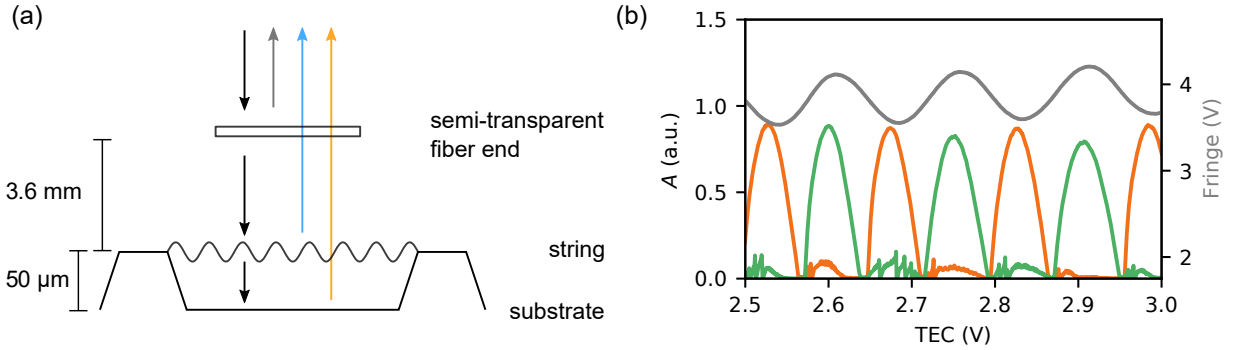 (a)
semi-transparent
fiber end
3.6 mm
string
50 µm
substrate
(b)
1.5
1.0
0.5
0.0
A (a.u.)
4
3
2
Fringe (V)
2.5 2.6 2.7 2.8 2.9 3.0
TEC (V)